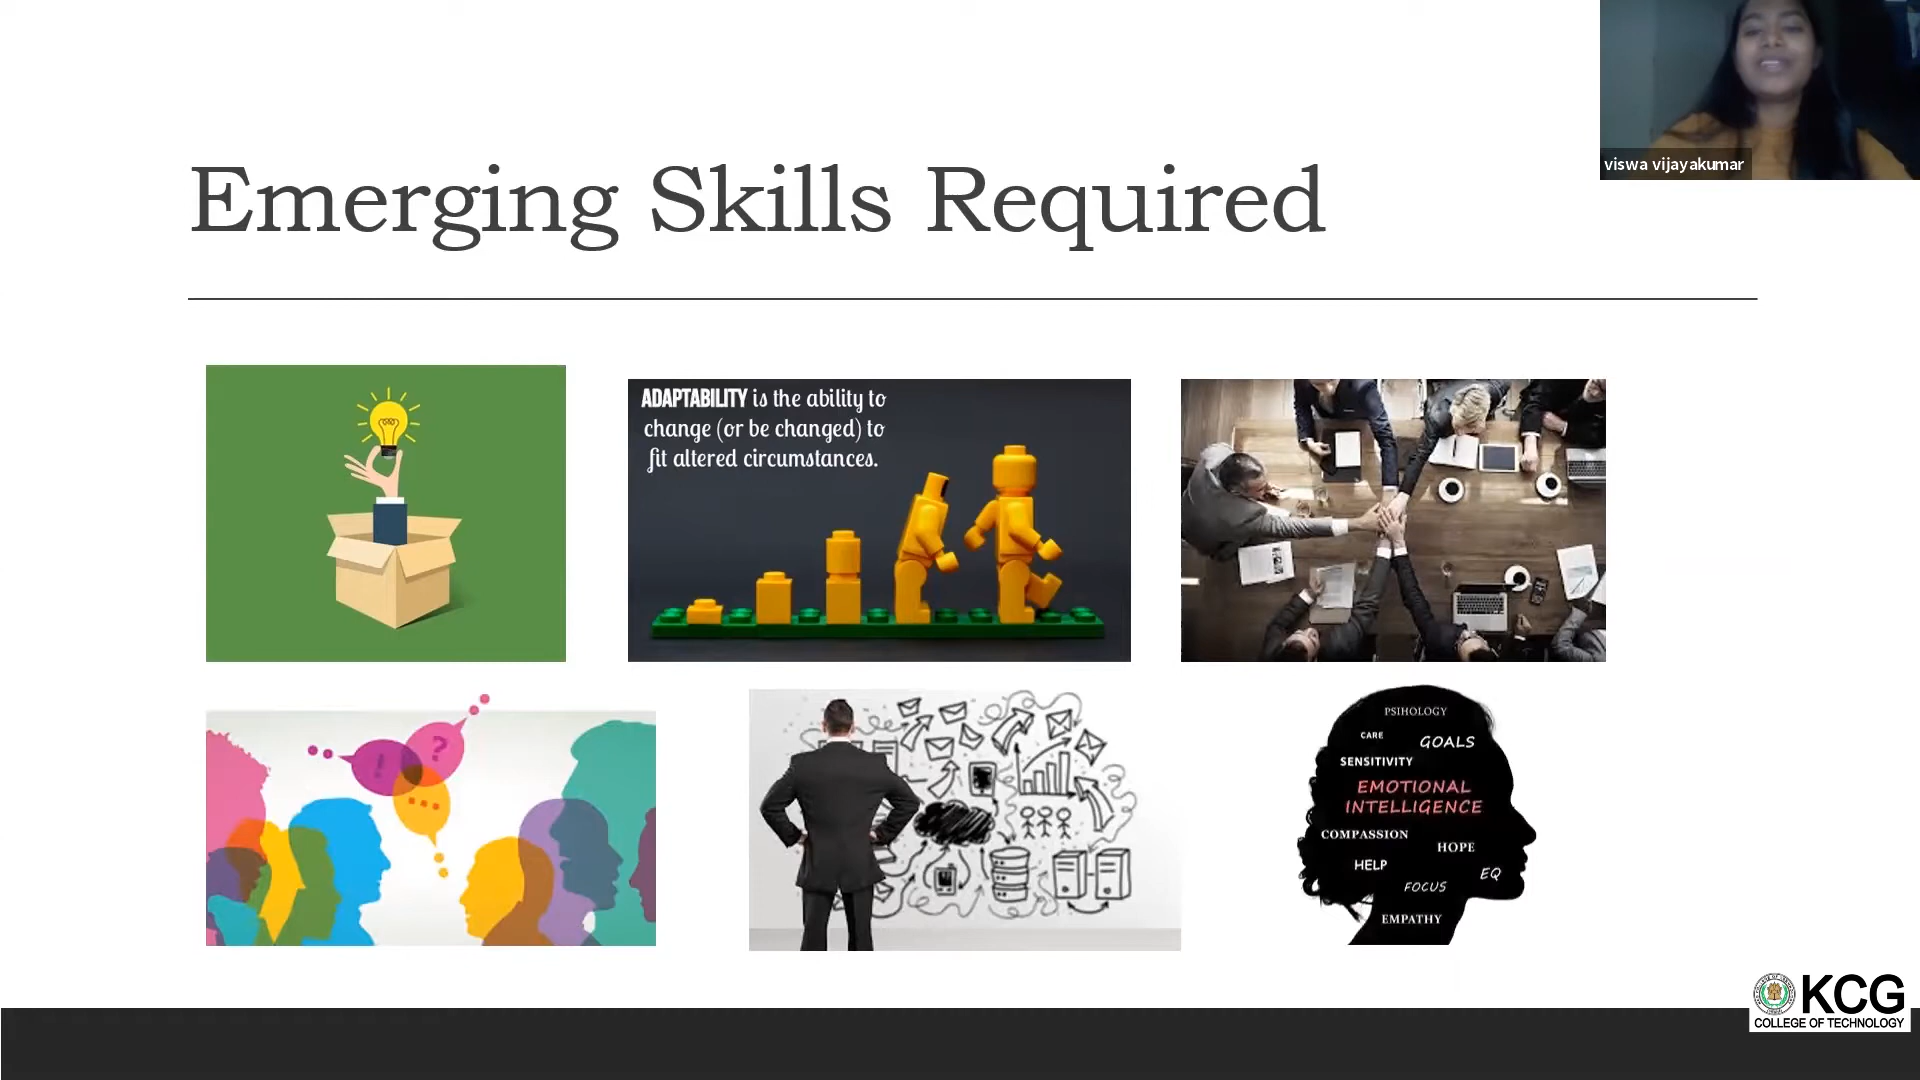 viswa vijayakumar
Emerging Skills Required
ADAPTABILITY is the ability to
change (or be changed) to
fit altered circumstances.
! ? ...
PSIHOLOGY
CARE
GOALS
SENSITIVITY
EMOTIONAL
INTELLIGENCE
COMPASSION
HOPE
HELP
EQ
FOCUS
EMPATHY
KCG
COLLEGE OF TECHNOLOGY